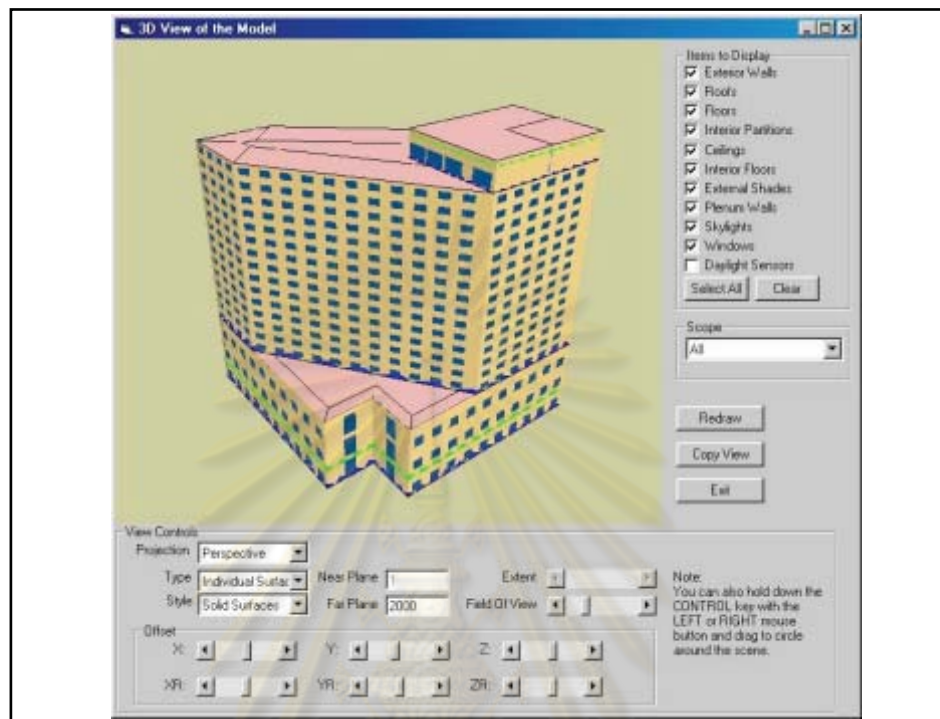 3D View of the Model
Items to Display
Exterior Walls
Roofs
Floors
Interior Partitions
Ceilings
Interior Floors
External Shades
Plenum Walls
Skylights
Windows
Daylight Sensors
Select All
Clear
Scope
All
Redraw
Copy View
Exit
View Controls
Projection
Perspective
Type
Individual Surfac
Near Plane
1
Extent
Style
Solid Surfaces
Far Plane
2000
Field Of View
Offset
X:
Y:
Z:
XR:
YR:
ZR:
Note:
You can also hold down the
CONTROL key with the
LEFT or RIGHT mouse
button and drag to circle
around the scene.